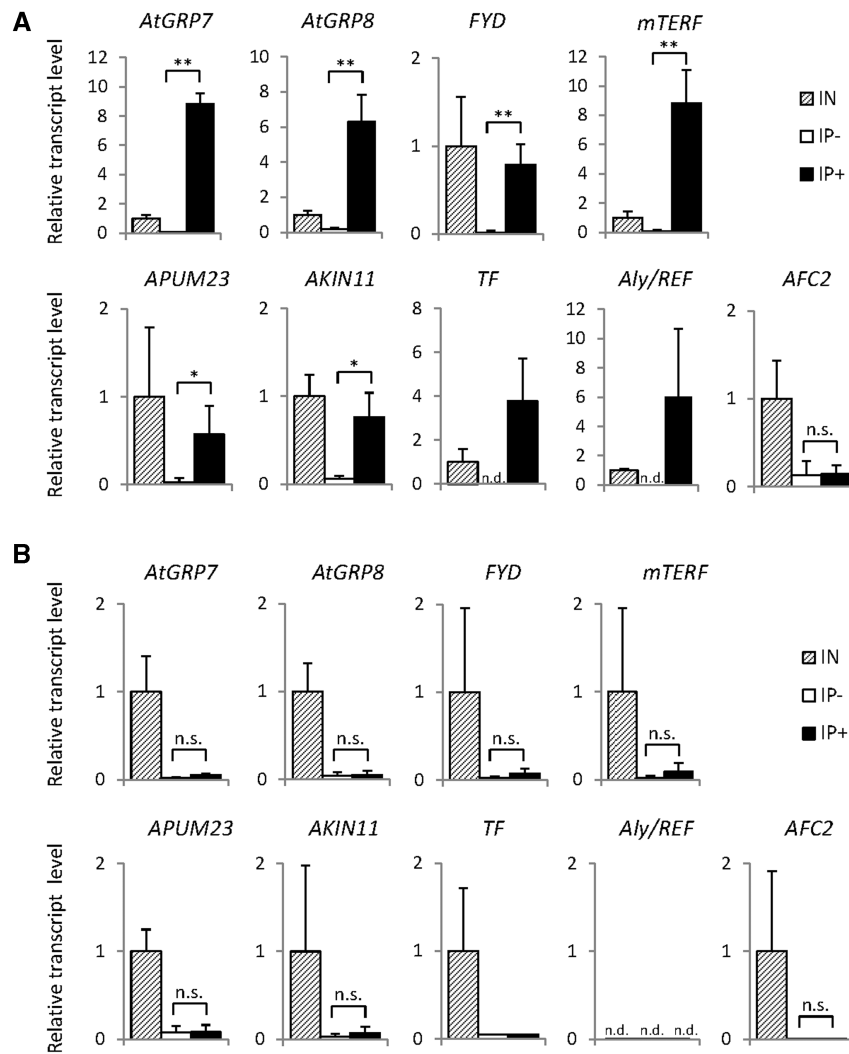 A
AtGRP7 AtGRP8 FYD mTERF
Relative transcript level
12 10 8 6 4 2 0
**
10 8 6 4 2 0
**
2 1 0
**
12 10 8 6 4 2 0
**
IN
IP-
IP+
APUM23 AKIN11 TF Aly/REF AFC2
Relative transcript level
2 1 0
*
2 1 0
*
8 6 4 2 0
n.d.
12 10 8 6 4 2 0
n.d.
2 1 0
n.s.
B
AtGRP7 AtGRP8 FYD mTERF
Relative transcript level
2 1 0
n.s.
2 1 0
n.s.
2 1 0
n.s.
2 1 0
n.s.
IN
IP-
IP+
APUM23 AKIN11 TF Aly/REF AFC2
Relative transcript level
2 1 0
n.s.
2 1 0
n.s.
2 1 0
2 1 0
n.d. n.d. n.d.
2 1 0
n.s.